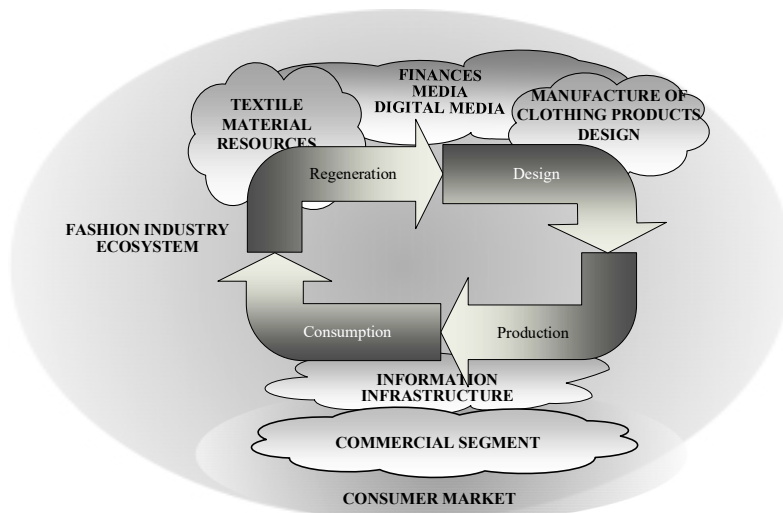 FINANCES
MEDIA
DIGITAL MEDIA
TEXTILE
MATERIAL
RESOURCES
MANUFACTURE OF
CLOTHING PRODUCTS
DESIGN
Regeneration
Design
FASHION INDUSTRY
ECOSYSTEM
Consumption
Production
INFORMATION
INFRASTRUCTURE
COMMERCIAL SEGMENT
CONSUMER MARKET